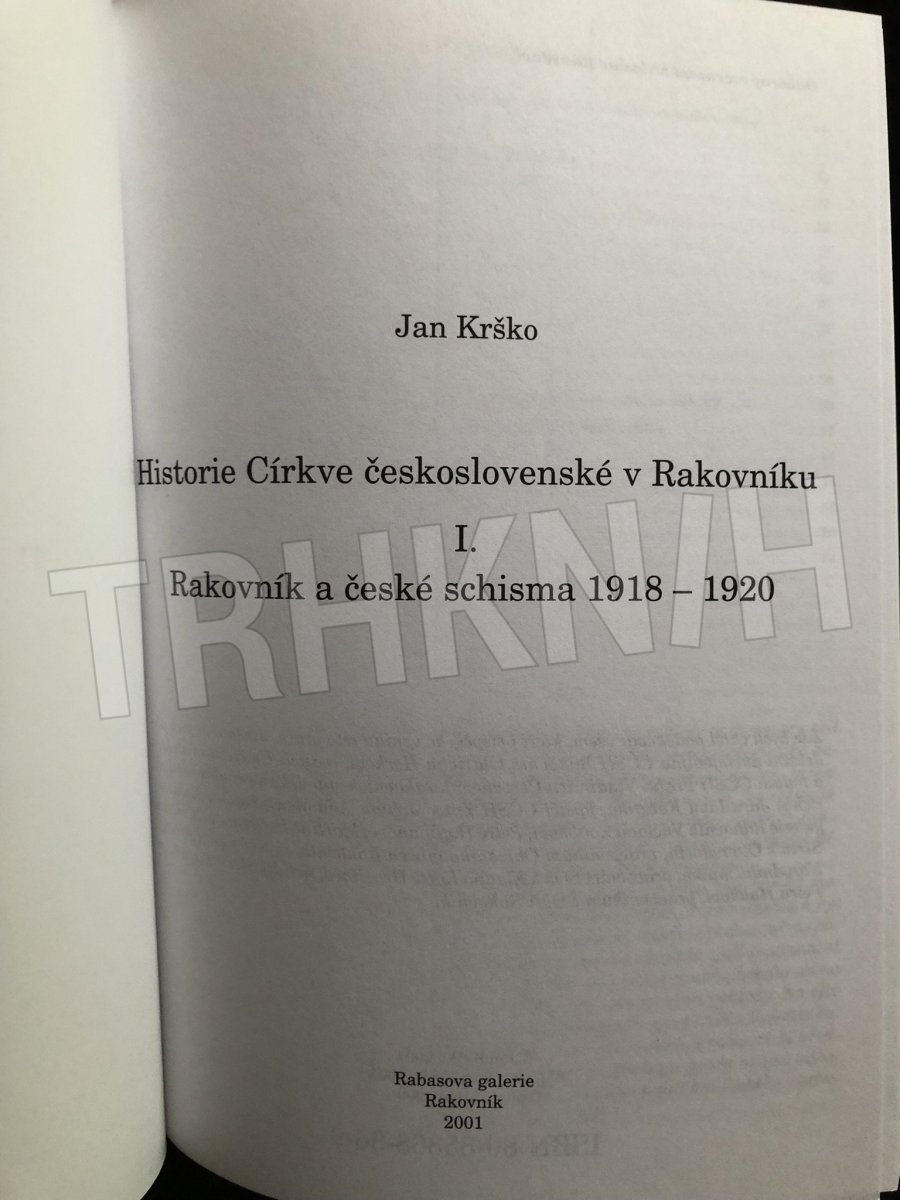 Jan Krško
Historie Církve československé v Rakovníku
I.
Rakovník a české schisma 1918 – 1920
TRHKNIH
Rabasova galerie
Rakovník
2001